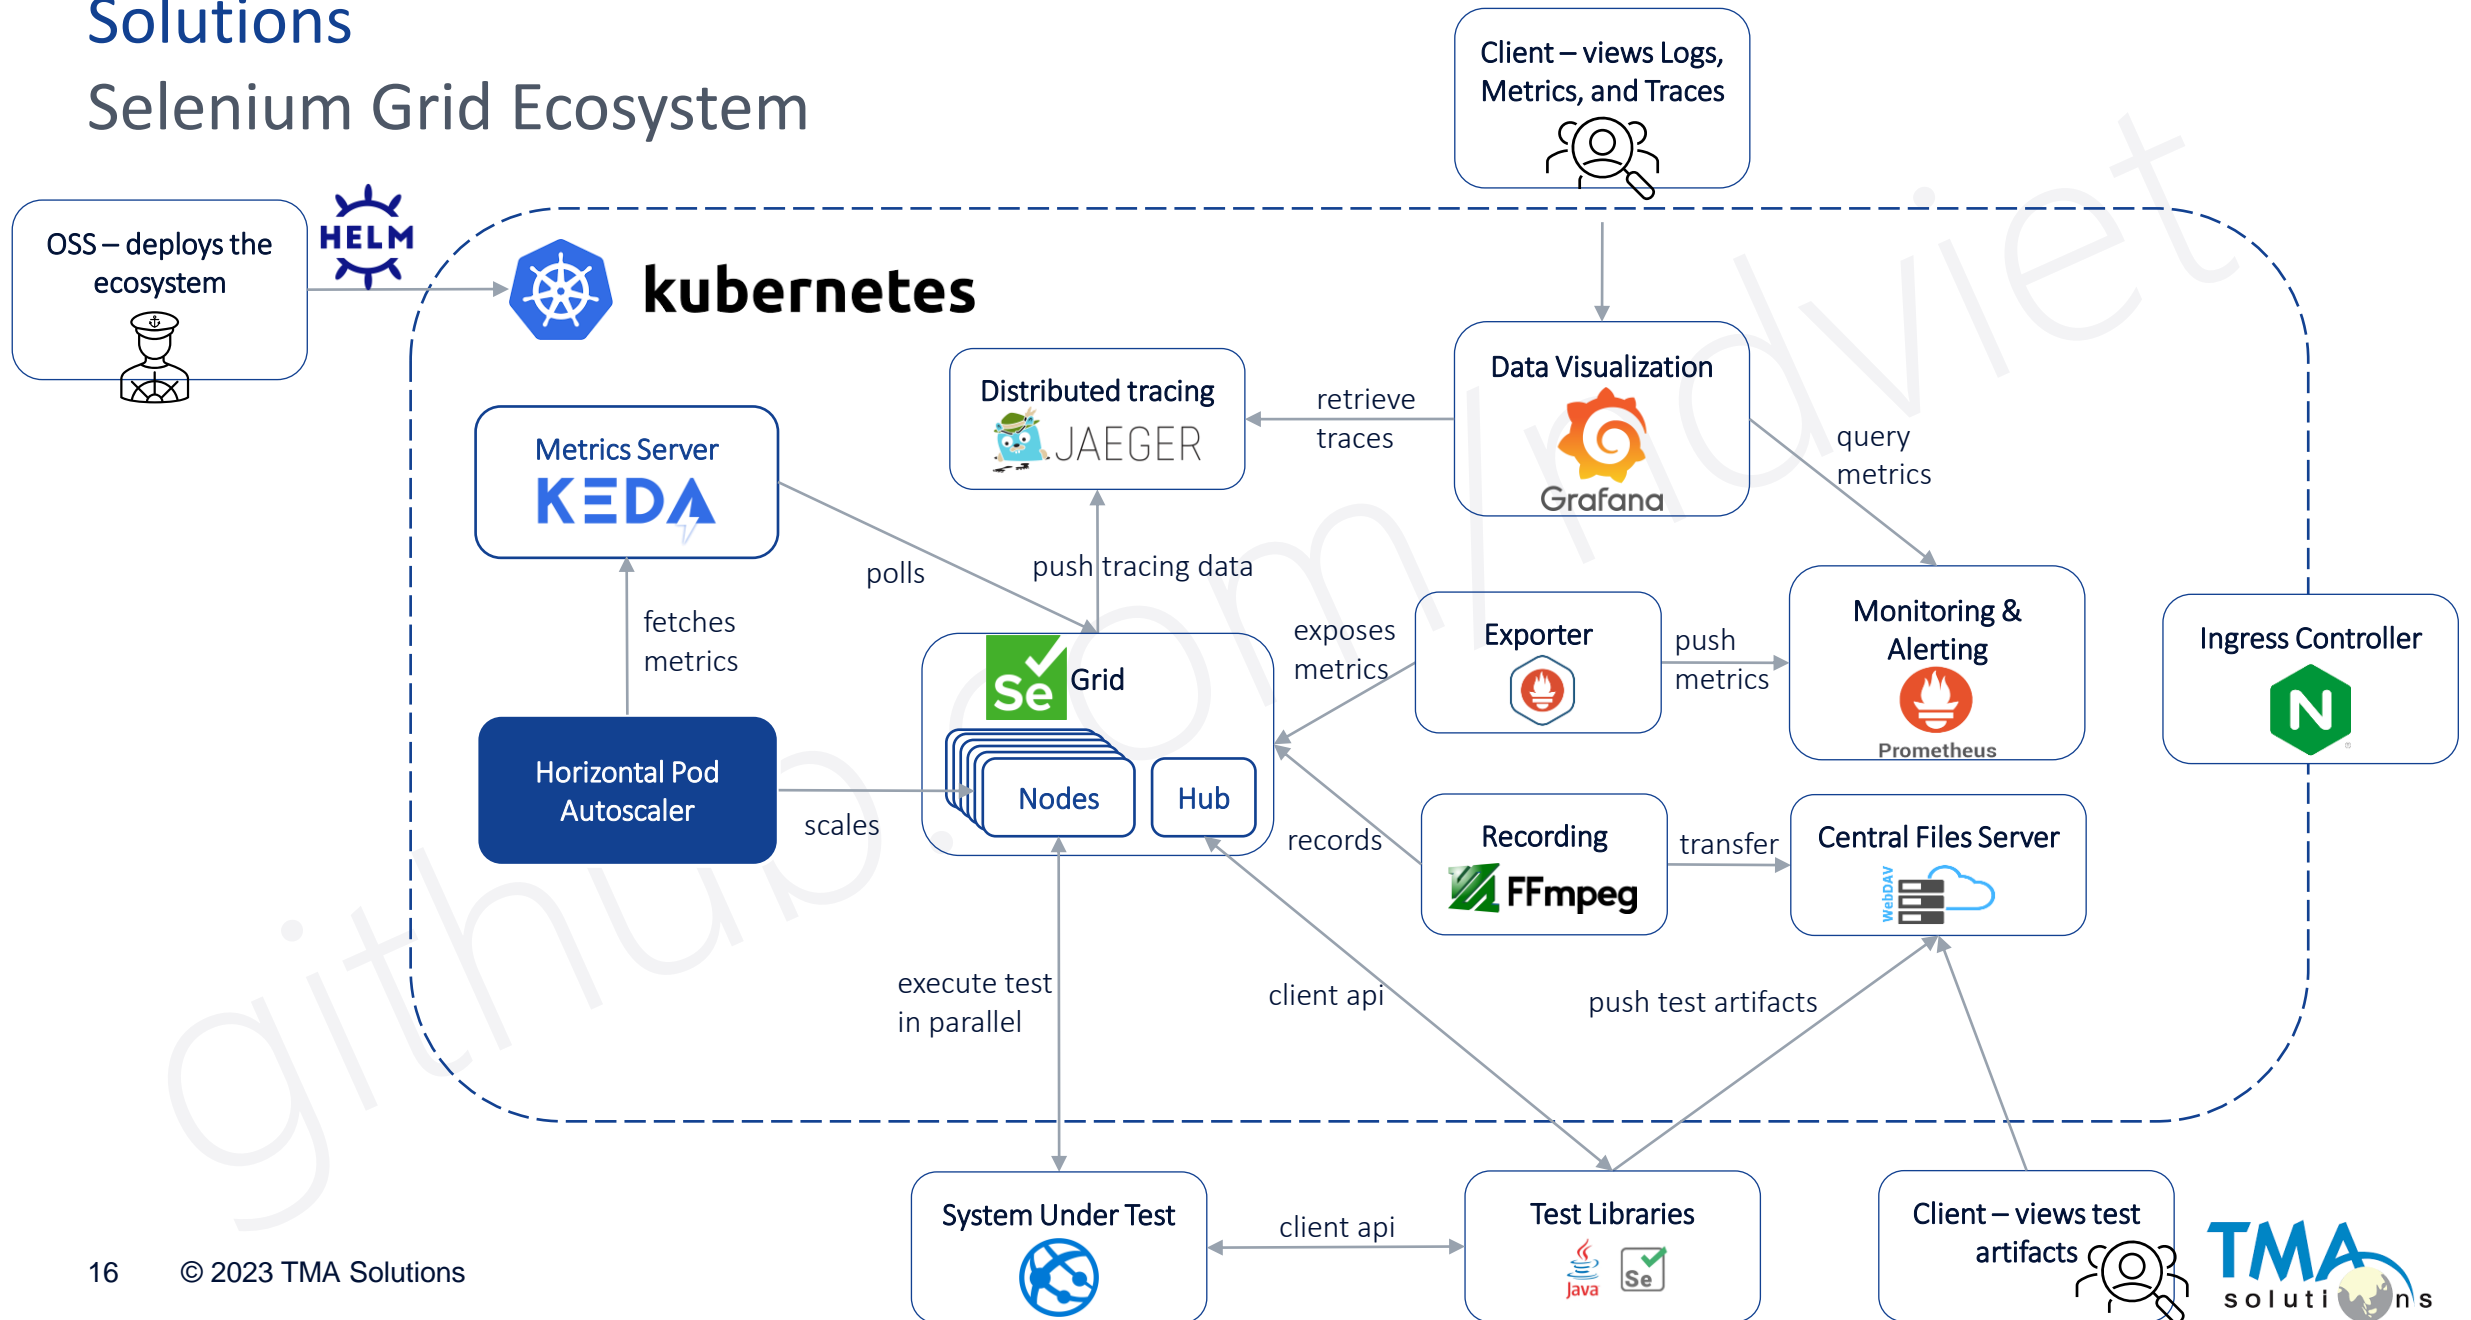 Solutions
Selenium Grid Ecosystem
Client – views Logs,
Metrics, and Traces
OSS – deploys the
ecosystem
HELM
kubernetes
Data Visualization
Grafana
Distributed tracing
JAEGER
retrieve
traces
query
metrics
Metrics Server
KEDA
polls
push tracing data
fetches
metrics
exposes
metrics
Exporter
push
metrics
Monitoring &
Alerting
Prometheus
Ingress Controller
N
Se
Grid
Nodes
Hub
Horizontal Pod
Autoscaler
scales
records
Recording
FFmpeg
transfer
Central Files Server
WebDAV
execute test
in parallel
client api
push test artifacts
System Under Test
client api
Test Libraries
Java
Se
Client – views test
artifacts
TMA
solutions
16
© 2023 TMA Solutions
github.com/ndviet